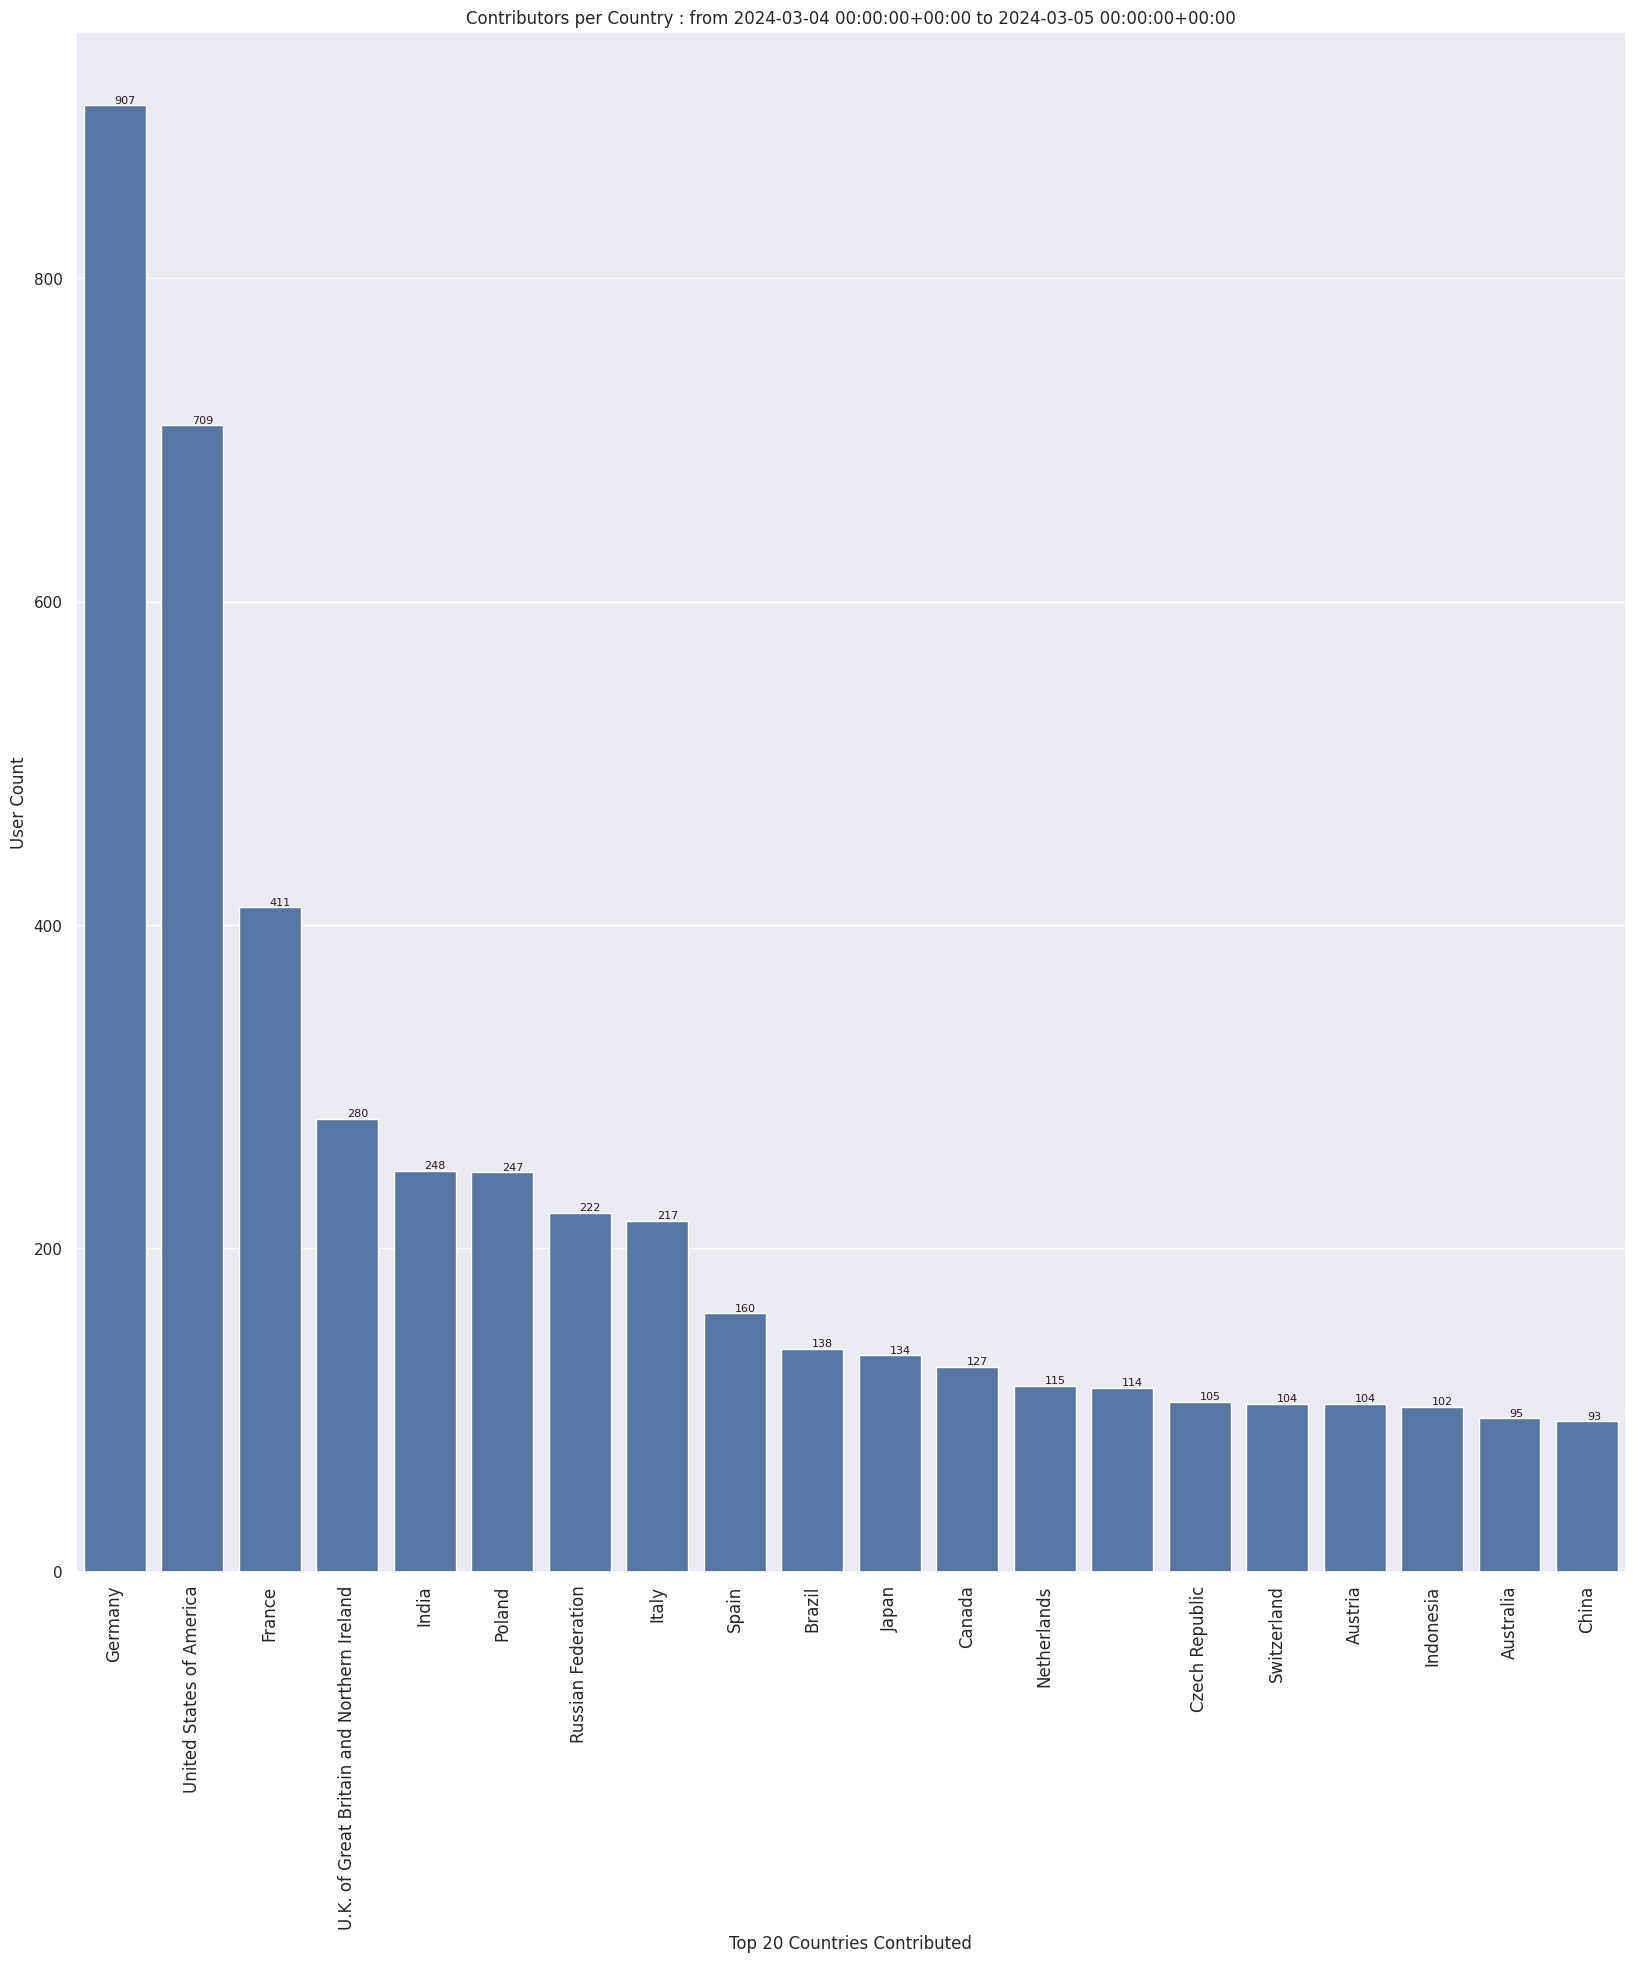 Contributors per Country : from 2024-03-04 00:00:00+00:00 to 2024-03-05 00:00:00+00:00
User Count
800
600
400
200
0
907
709
411
280
248
247
222
217
160
138
134
127
115
114
105
104
104
102
95
93
Germany
United States of America
France
U.K. of Great Britain and Northern Ireland
India
Poland
Russian Federation
Italy
Spain
Brazil
Japan
Canada
Netherlands
Czech Republic
Switzerland
Austria
Indonesia
Australia
China
Top 20 Countries Contributed